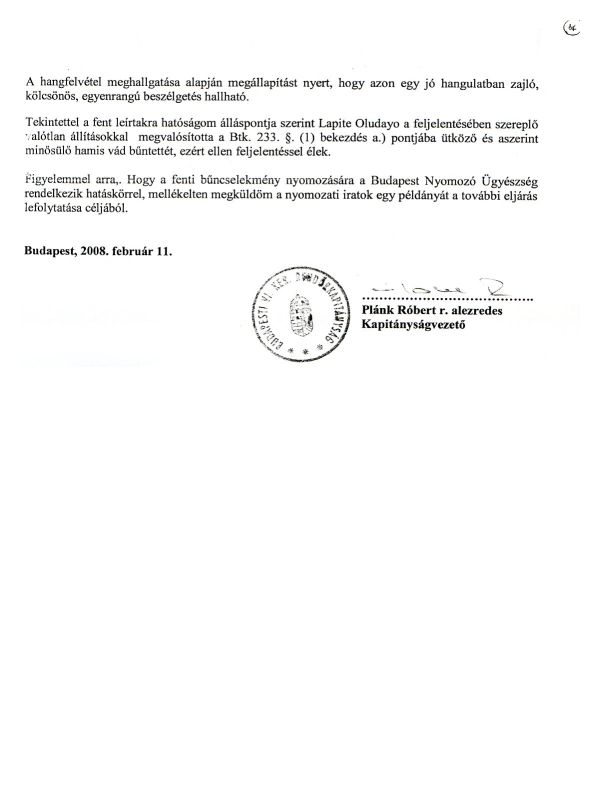 A hangfelvétel meghallgatása alapján megállapítást nyert, hogy azon egy jó hangulatban zajló,
kölcsönös, egyenrangú beszélgetés hallható.
Tekintettel a fent leírtakra hatóságom álláspontja szerint Lapite Oludayo a feljelentésében szereplő
valótlan állításokkal megvalósította a Btk. 233. §. (1) bekezdés a.) pontjába ütköző és aszerint
minősülő hamis vád bűntettét, ezért ellen feljelentéssel élek.
Figyelemmel arra,. Hogy a fenti bűncselekmény nyomozására a Budapest Nyomozó Ügyészség
rendelkezik hatáskörrel, mellékelten megküldöm a nyomozati iratok egy példányát a további eljárás
lefolytatása céljából.
Budapest, 2008. február 11.
BUDAPESTI VI. KER. RENDŐRKAPITÁNYSÁG
Plánk Róbert r. alezredes
Kapitányságvezető